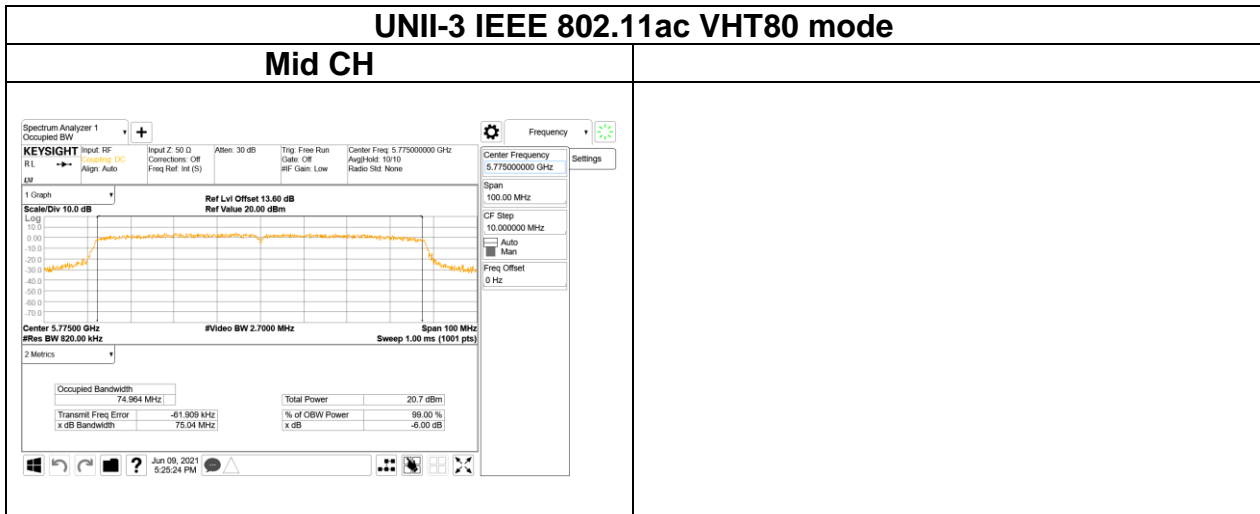 UNII-3 IEEE 802.11ac VHT80 mode
Mid CH
Spectrum Analyzer 1
Occupied BW
Frequency
KEYSIGHT
Input: RF
Coupling: DC
Align: Auto
Input Z: 50 Ω
Corrections: Off
Freq Ref: Int (S)
Atten: 30 dB
Trig: Free Run
Gate: Off
#IF Gain: Low
Center Freq: 5.775000000 GHz
Avg|Hold: 10/10
Radio Std: None
RL
Center Frequency
5.775000000 GHz
Settings
Span
100.00 MHz
CF Step
10.000000 MHz
Auto
Man
Freq Offset
0 Hz
1 Graph
Scale/Div 10.0 dB
Ref Lvl Offset 13.60 dB
Ref Value 20.00 dBm
Log
10.0
0.00
-10.0
-20.0
-30.0
-40.0
-50.0
-60.0
-70.0
Center 5.77500 GHz
#Video BW 2.7000 MHz
Span 100 MHz
#Res BW 820.00 kHz
Sweep 1.00 ms (1001 pts)
2 Metrics
Occupied Bandwidth
74.964 MHz
Total Power 20.7 dBm
Transmit Freq Error -61.909 kHz
% of OBW Power 99.00 %
x dB Bandwidth 75.04 MHz
x dB -6.00 dB
?
Jun 09, 2021
5:25:24 PM